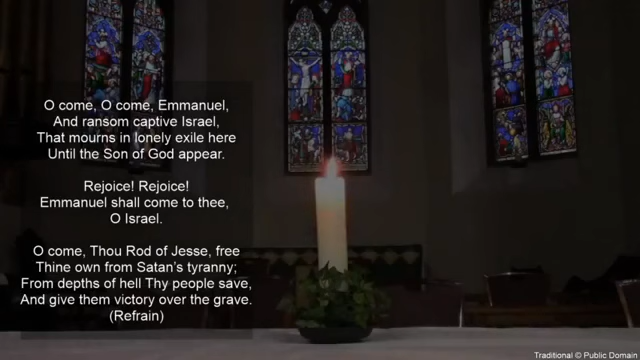 O come, O come, Emmanuel,
And ransom captive Israel,
That mourns in lonely exile here
Until the Son of God appear.
Rejoice! Rejoice!
Emmanuel shall come to thee,
O Israel.
O come, Thou Rod of Jesse, free
Thine own from Satan's tyranny;
From depths of hell Thy people save,
And give them victory over the grave.
(Refrain)
Traditional © Public Domain